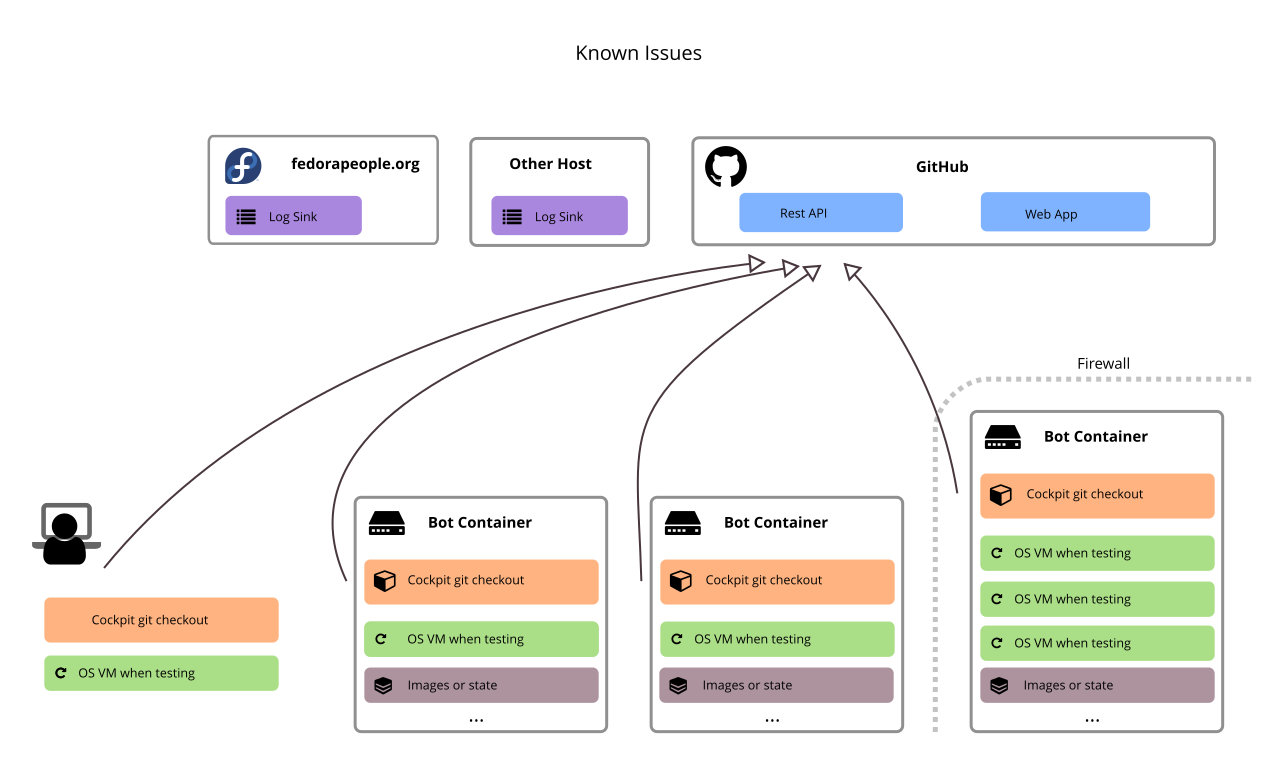 Known Issues
fedorapeople.org
Log Sink
Other Host
Log Sink
GitHub
Rest API
Web App
Firewall
Cockpit git checkout
OS VM when testing
Bot Container
Cockpit git checkout
OS VM when testing
Images or state
...
Bot Container
Cockpit git checkout
OS VM when testing
Images or state
...
Bot Container
Cockpit git checkout
OS VM when testing
OS VM when testing
OS VM when testing
Images or state
...